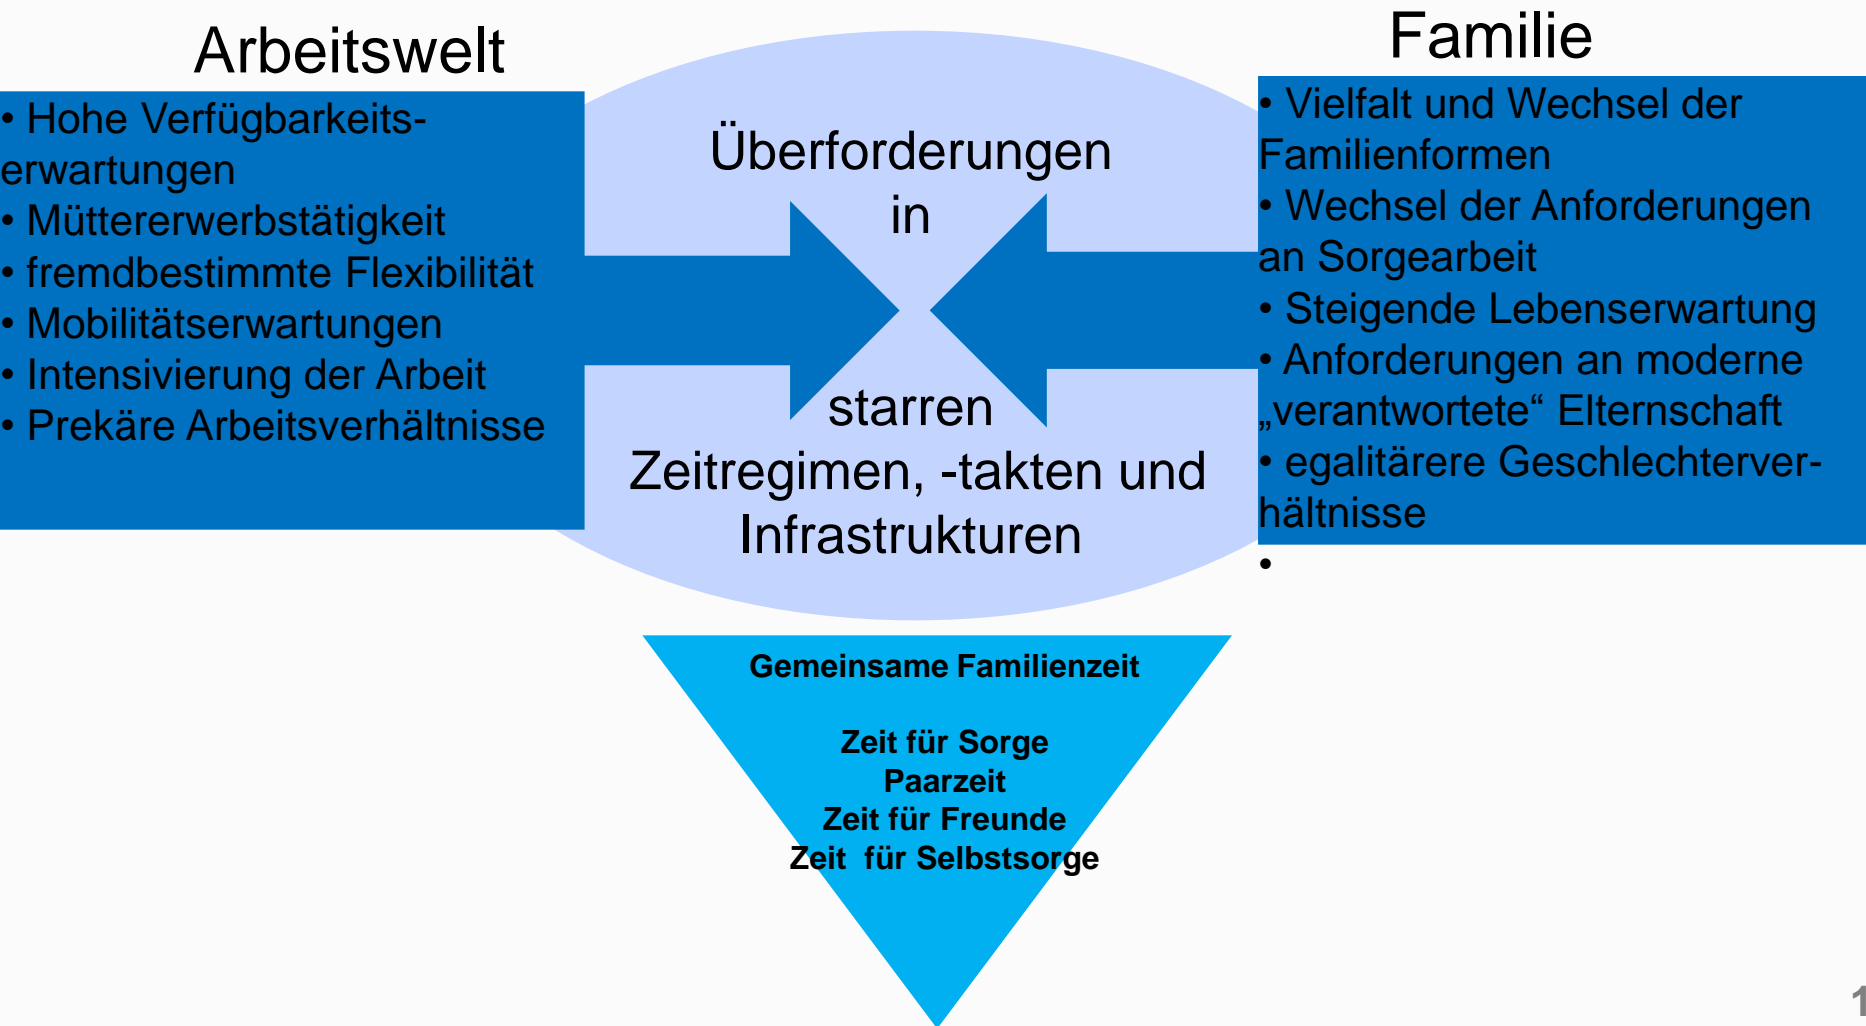 Arbeitswelt
• Hohe Verfügbarkeits-
erwartungen
• Müttererwerbstätigkeit
• fremdbestimmte Flexibilität
• Mobilitätserwartungen
• Intensivierung der Arbeit
• Prekäre Arbeitsverhältnisse
Überforderungen
in
starren
Zeitregimen, -takten und
Infrastrukturen
Familie
• Vielfalt und Wechsel der
Familienformen
• Wechsel der Anforderungen
an Sorgearbeit
• Steigende Lebenserwartung
• Anforderungen an moderne
„verantwortete“ Elternschaft
• egalitärere Geschlechterver-
hältnisse
•
Gemeinsame Familienzeit
Zeit für Sorge
Paarzeit
Zeit für Freunde
Zeit für Selbstsorge
1